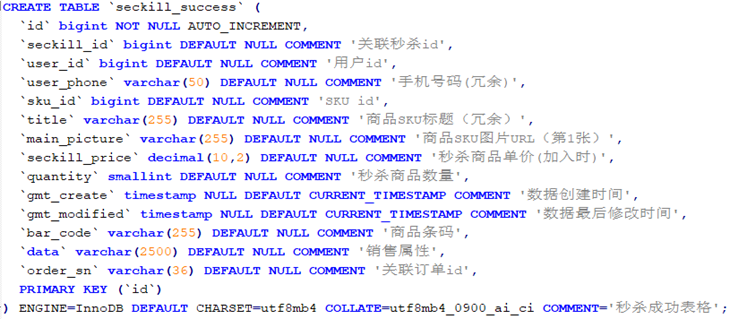 CREATE TABLE `seckill_success` (
`id` bigint NOT NULL AUTO_INCREMENT,
`seckill_id` bigint DEFAULT NULL COMMENT '关联秒杀id',
`user_id` bigint DEFAULT NULL COMMENT '用户id',
`user_phone` varchar(50) DEFAULT NULL COMMENT '手机号码(冗余)',
`sku_id` bigint DEFAULT NULL COMMENT 'SKU id',
`title` varchar(255) DEFAULT NULL COMMENT '商品SKU标题（冗余）',
`main_picture` varchar(255) DEFAULT NULL COMMENT '商品SKU图片URL（第1张）',
`seckill_price` decimal(10,2) DEFAULT NULL COMMENT '秒杀商品单价(加入时)',
`quantity` smallint DEFAULT NULL COMMENT '秒杀商品数量',
`gmt_create` timestamp NULL DEFAULT CURRENT_TIMESTAMP COMMENT '数据创建时间',
`gmt_modified` timestamp NULL DEFAULT CURRENT_TIMESTAMP COMMENT '数据最后修改时间',
`bar_code` varchar(255) DEFAULT NULL COMMENT '商品条码',
`data` varchar(2500) DEFAULT NULL COMMENT '销售属性',
`order_sn` varchar(36) DEFAULT NULL COMMENT '关联订单id',
PRIMARY KEY (`id`)
) ENGINE=InnoDB DEFAULT CHARSET=utf8mb4 COLLATE=utf8mb4_0900_ai_ci COMMENT='秒杀成功表格';